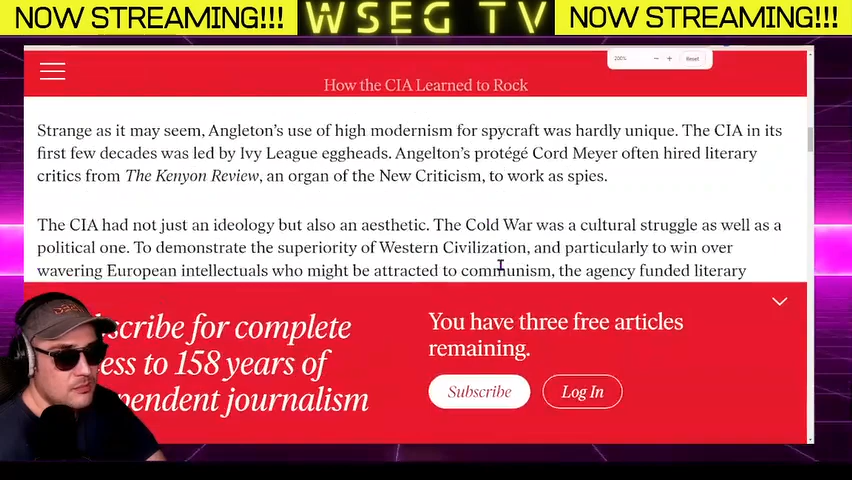 NOW STREAMING!!! WSEG TV NOW STREAMING!!!
200% − + Reset
How the CIA Learned to Rock
Strange as it may seem, Angleton's use of high modernism for spycraft was hardly unique. The CIA in its
first few decades was led by Ivy League eggheads. Angelton's protégé Cord Meyer often hired literary
critics from The Kenyon Review, an organ of the New Criticism, to work as spies.
The CIA had not just an ideology but also an aesthetic. The Cold War was a cultural struggle as well as a
political one. To demonstrate the superiority of Western Civilization, and particularly to win over
wavering European intellectuals who might be attracted to communism, the agency funded literary
scribe for complete
ess to 158 years of
pendent journalism
You have three free articles
remaining.
Subscribe
Log In